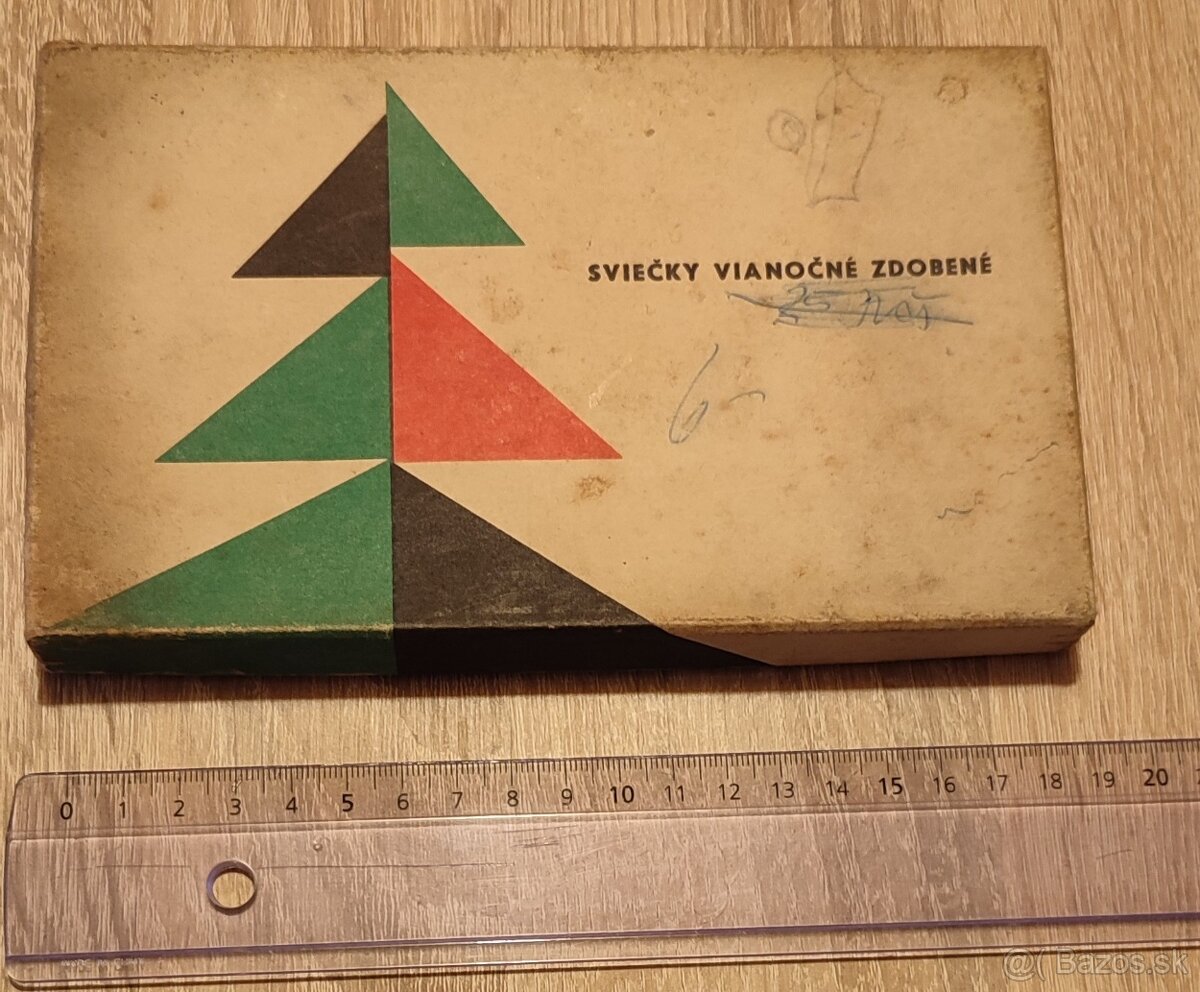 SVIEČKY VIANOČNÉ ZDOBENÉ
6-
0 1 2 3 4 5 6 7 8 9 10 11 12 13 14 15 16 17 18 19 20
@( Bazos.sk